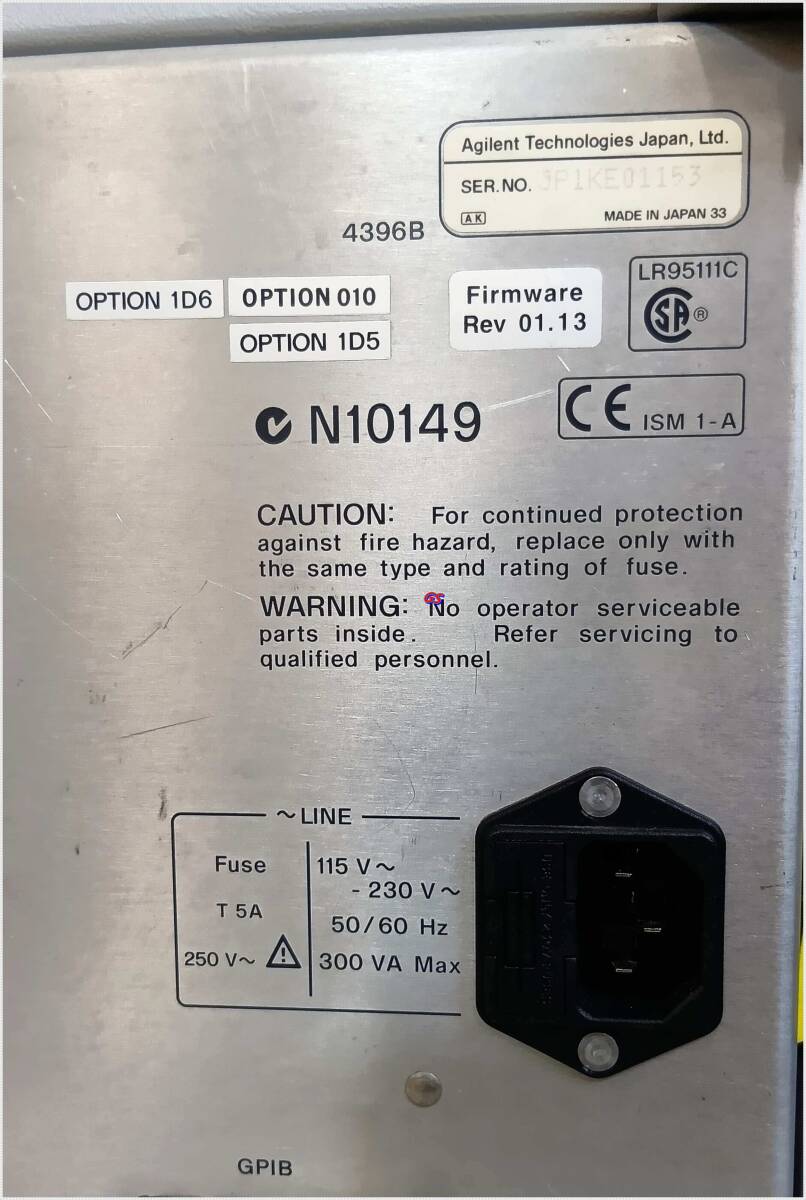 Agilent Technologies Japan, Ltd.
SER.NO. JP1KE01153
AK MADE IN JAPAN 33
4396B
OPTION 1D6 OPTION 010
OPTION 1D5
Firmware
Rev 01.13
LR95111C
SA ®
N10149
CE ISM 1-A
CAUTION: For continued protection
against fire hazard, replace only with
the same type and rating of fuse.
WARNING: No operator serviceable
parts inside. Refer servicing to
qualified personnel.
~LINE
Fuse
T 5A
250 V~
115 V~
- 230 V~
50/60 Hz
300 VA Max
GPIB